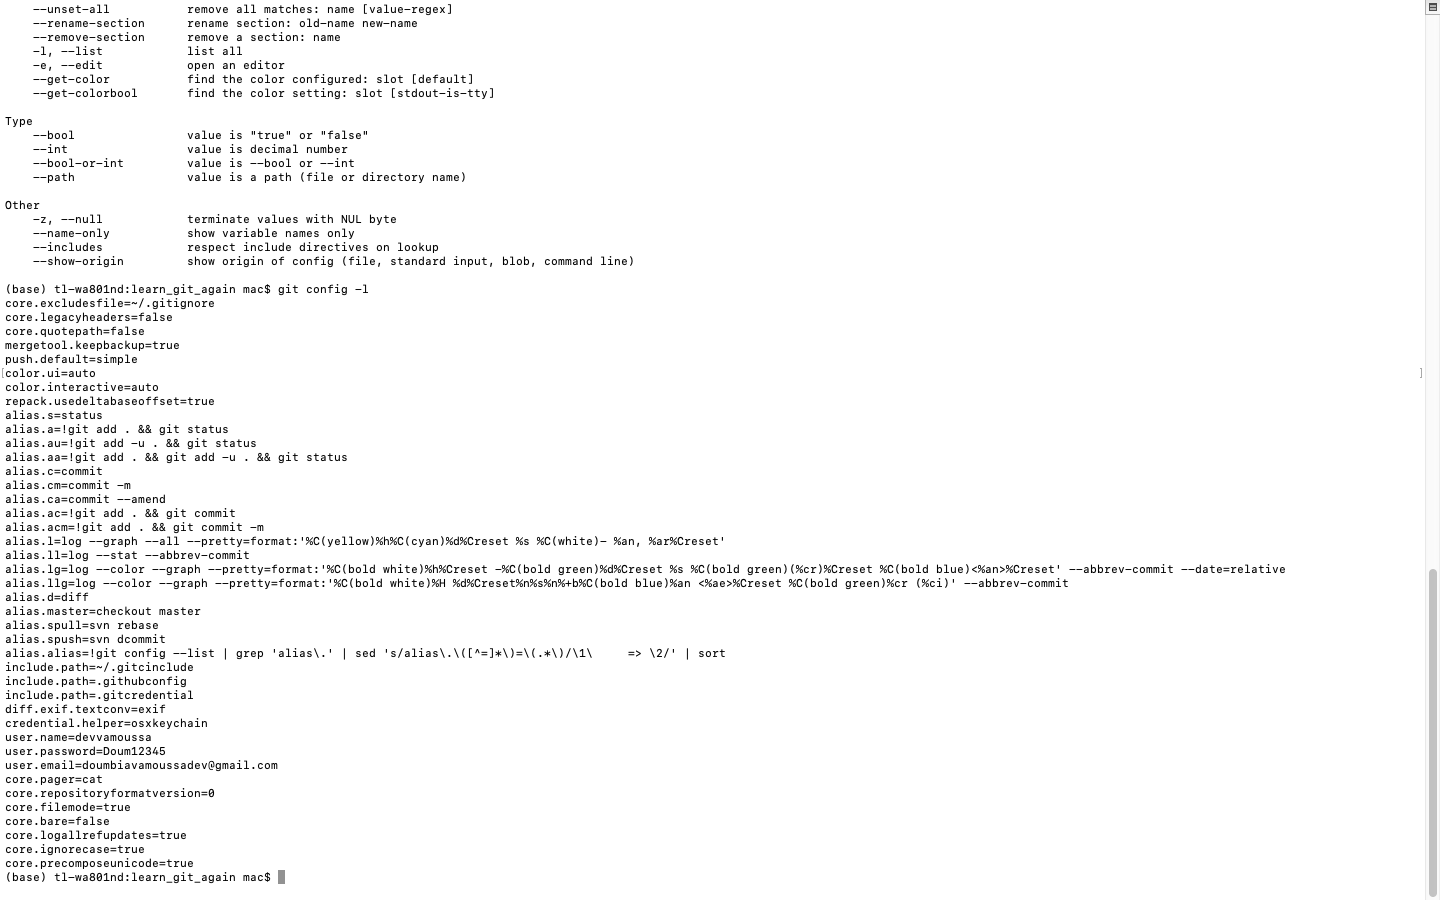 --unset-all           remove all matches: name [value-regex]
    --rename-section      rename section: old-name new-name
    --remove-section      remove a section: name
    -l, --list            list all
    -e, --edit            open an editor
    --get-color           find the color configured: slot [default]
    --get-colorbool       find the color setting: slot [stdout-is-tty]

Type
    --bool                value is "true" or "false"
    --int                 value is decimal number
    --bool-or-int         value is --bool or --int
    --path                value is a path (file or directory name)

Other
    -z, --null            terminate values with NUL byte
    --name-only           show variable names only
    --includes            respect include directives on lookup
    --show-origin         show origin of config (file, standard input, blob, command line)

(base) tl-wa801nd:learn_git_again mac$ git config -l
core.excludesfile=~/.gitignore
core.legacyheaders=false
core.quotepath=false
mergetool.keepbackup=true
push.default=simple
[color.ui=auto ]
color.interactive=auto
repack.usedeltabaseoffset=true
alias.s=status
alias.a=!git add . && git status
alias.au=!git add -u . && git status
alias.aa=!git add . && git add -u . && git status
alias.c=commit
alias.cm=commit -m
alias.ca=commit --amend
alias.ac=!git add . && git commit
alias.acm=!git add . && git commit -m
alias.l=log --graph --all --pretty=format:'%C(yellow)%h%C(cyan)%d%Creset %s %C(white)- %an, %ar%Creset'
alias.ll=log --stat --abbrev-commit
alias.lg=log --color --graph --pretty=format:'%C(bold white)%h%Creset -%C(bold green)%d%Creset %s %C(bold green)(%cr)%Creset %C(bold blue)<%an>%Creset' --abbrev-commit --date=relative
alias.llg=log --color --graph --pretty=format:'%C(bold white)%H %d%Creset%n%s%n%+b%C(bold blue)%an <%ae>%Creset %C(bold green)%cr (%ci)' --abbrev-commit
alias.d=diff
alias.master=checkout master
alias.spull=svn rebase
alias.spush=svn dcommit
alias.alias=!git config --list | grep 'alias\.' | sed 's/alias\.\([^=]*\)=\(.*\)/\1\     => \2/' | sort
include.path=~/.gitcinclude
include.path=.githubconfig
include.path=.gitcredential
diff.exif.textconv=exif
credential.helper=osxkeychain
user.name=devvamoussa
user.password=Doum12345
user.email=doumbiavamoussadev@gmail.com
core.pager=cat
core.repositoryformatversion=0
core.filemode=true
core.bare=false
core.logallrefupdates=true
core.ignorecase=true
core.precomposeunicode=true
(base) tl-wa801nd:learn_git_again mac$